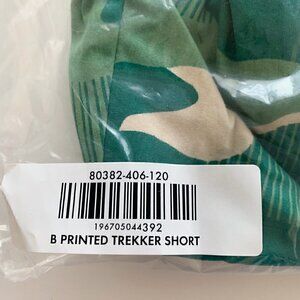 80382-406-120
196705044392
B PRINTED TREKKER SHORT